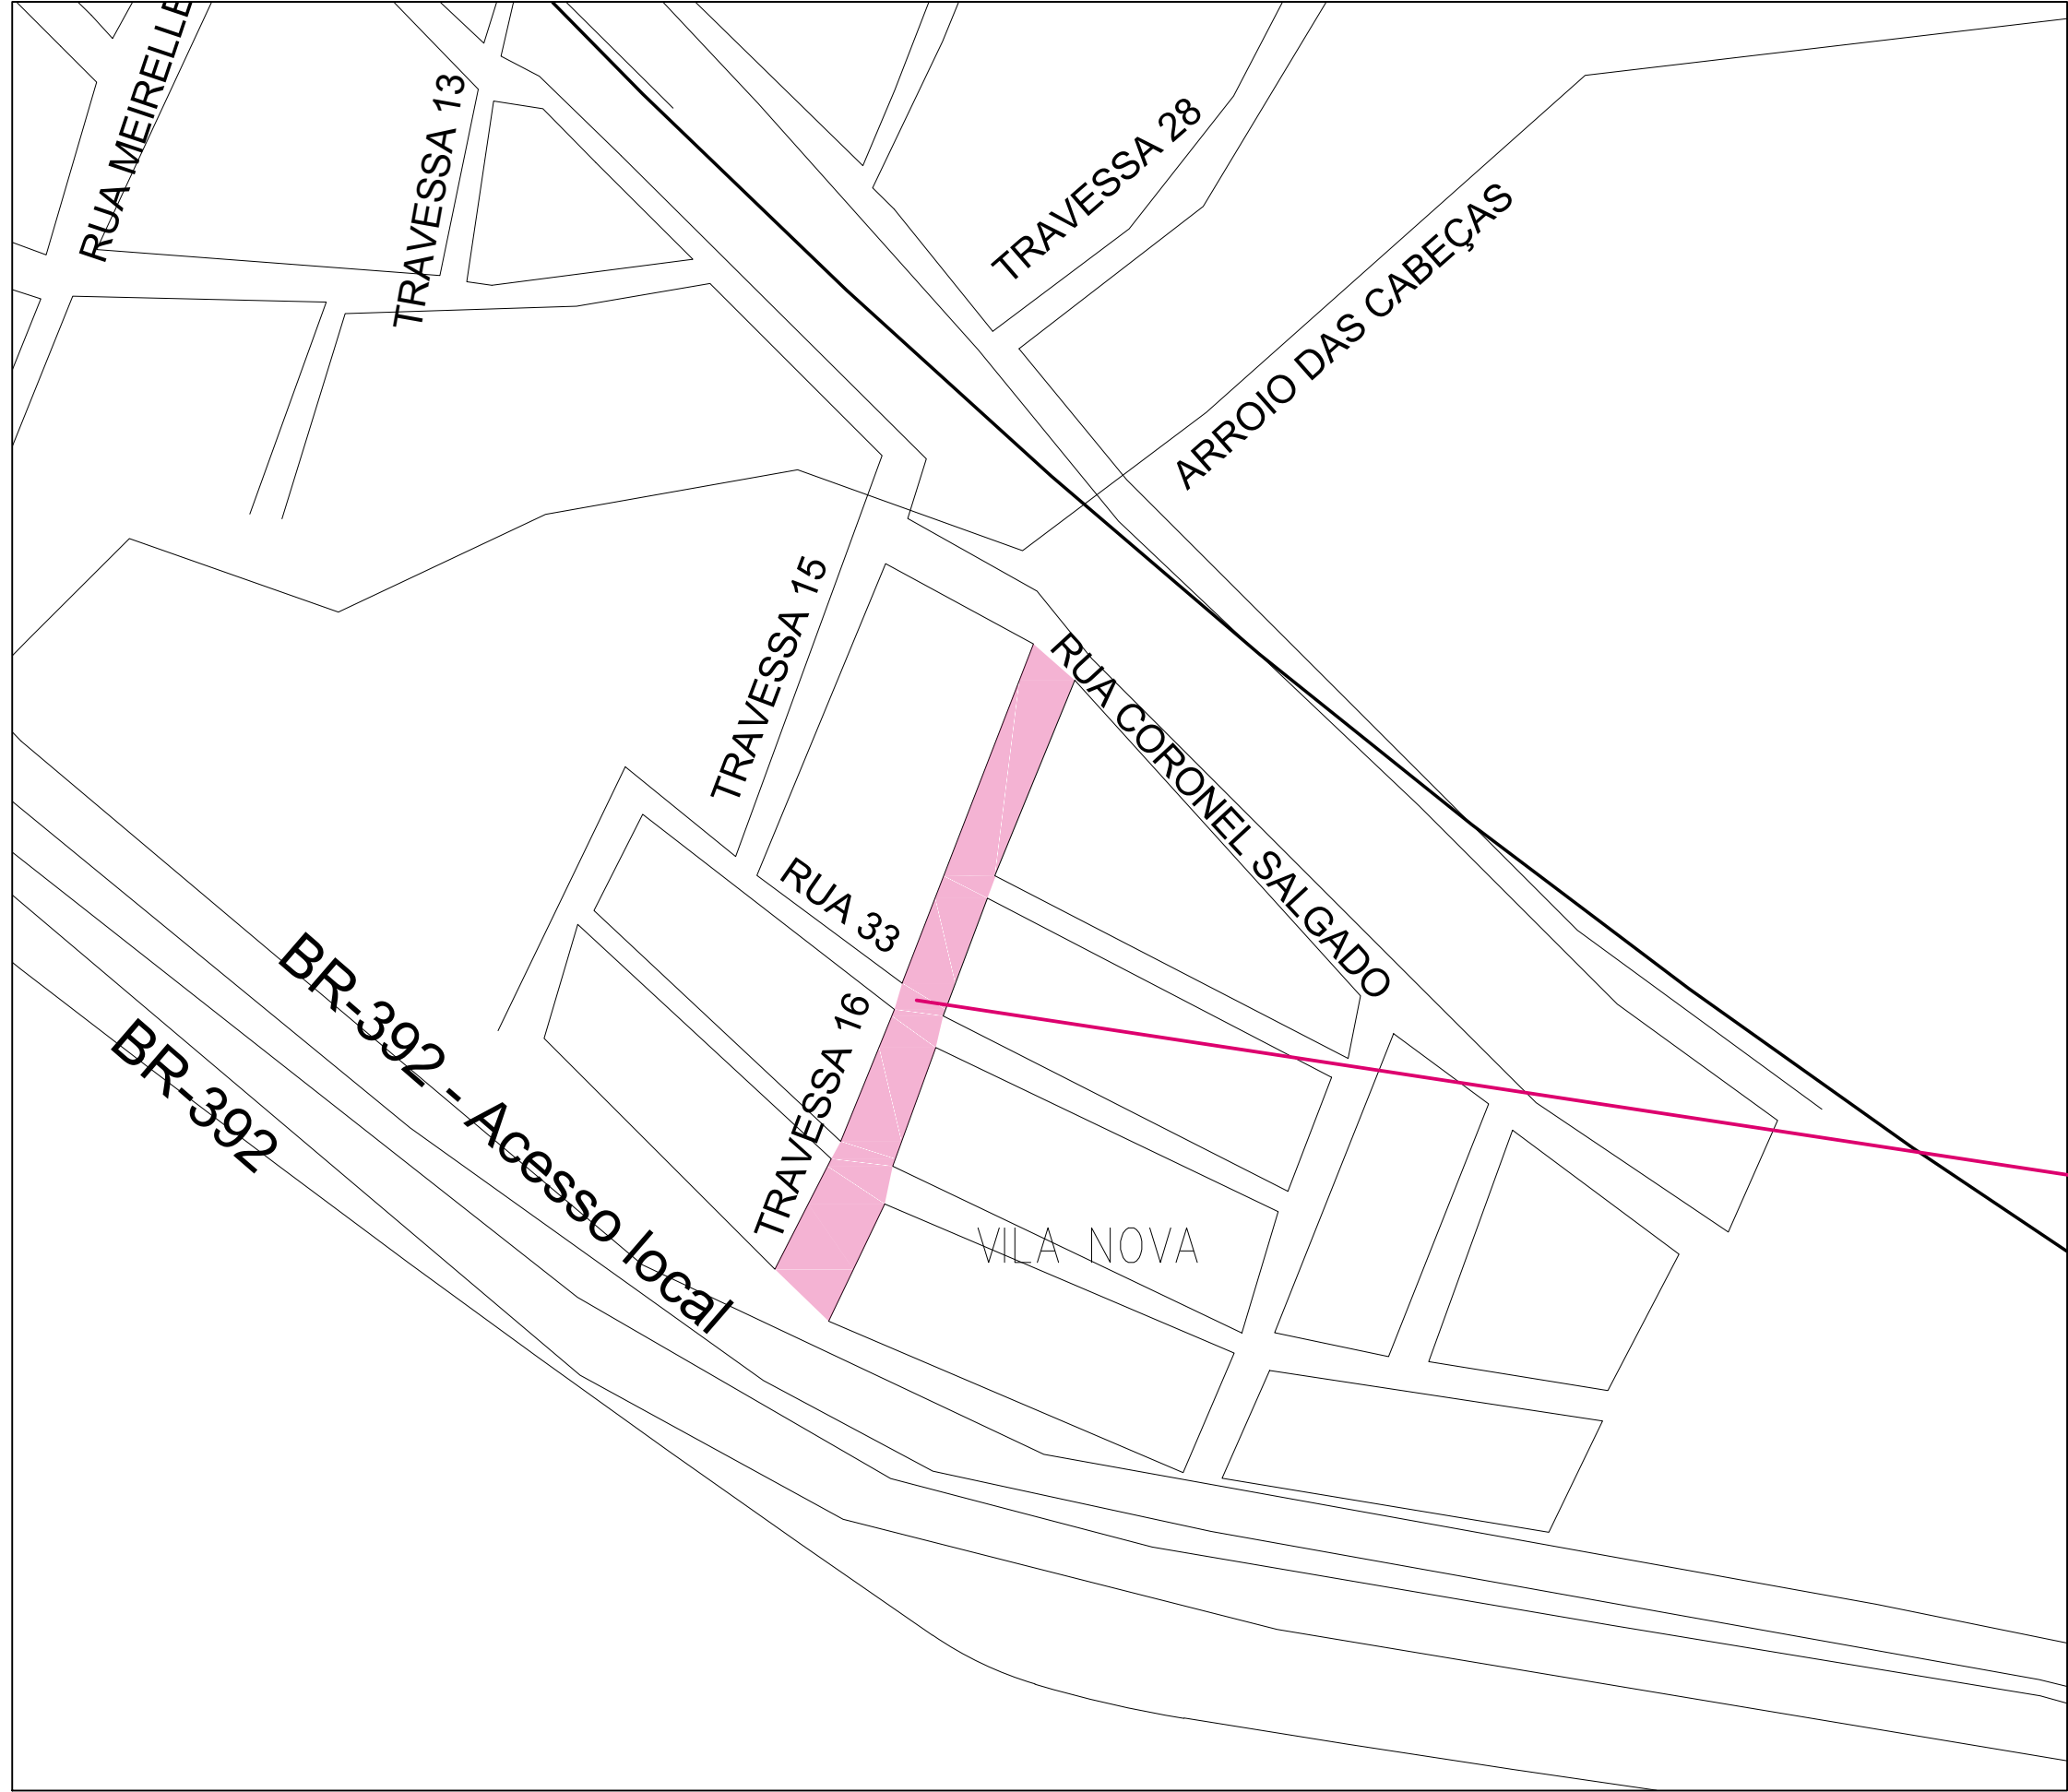 RUA MEIRELLE
TRAVESSA 13
TRAVESSA 28
ARROIO DAS CABEÇAS
TRAVESSA 15
RUA CORONEL SALGADO
RUA 33
TRAVESSA 16
BR-392 - Acesso local
BR-392
VILA NOVA